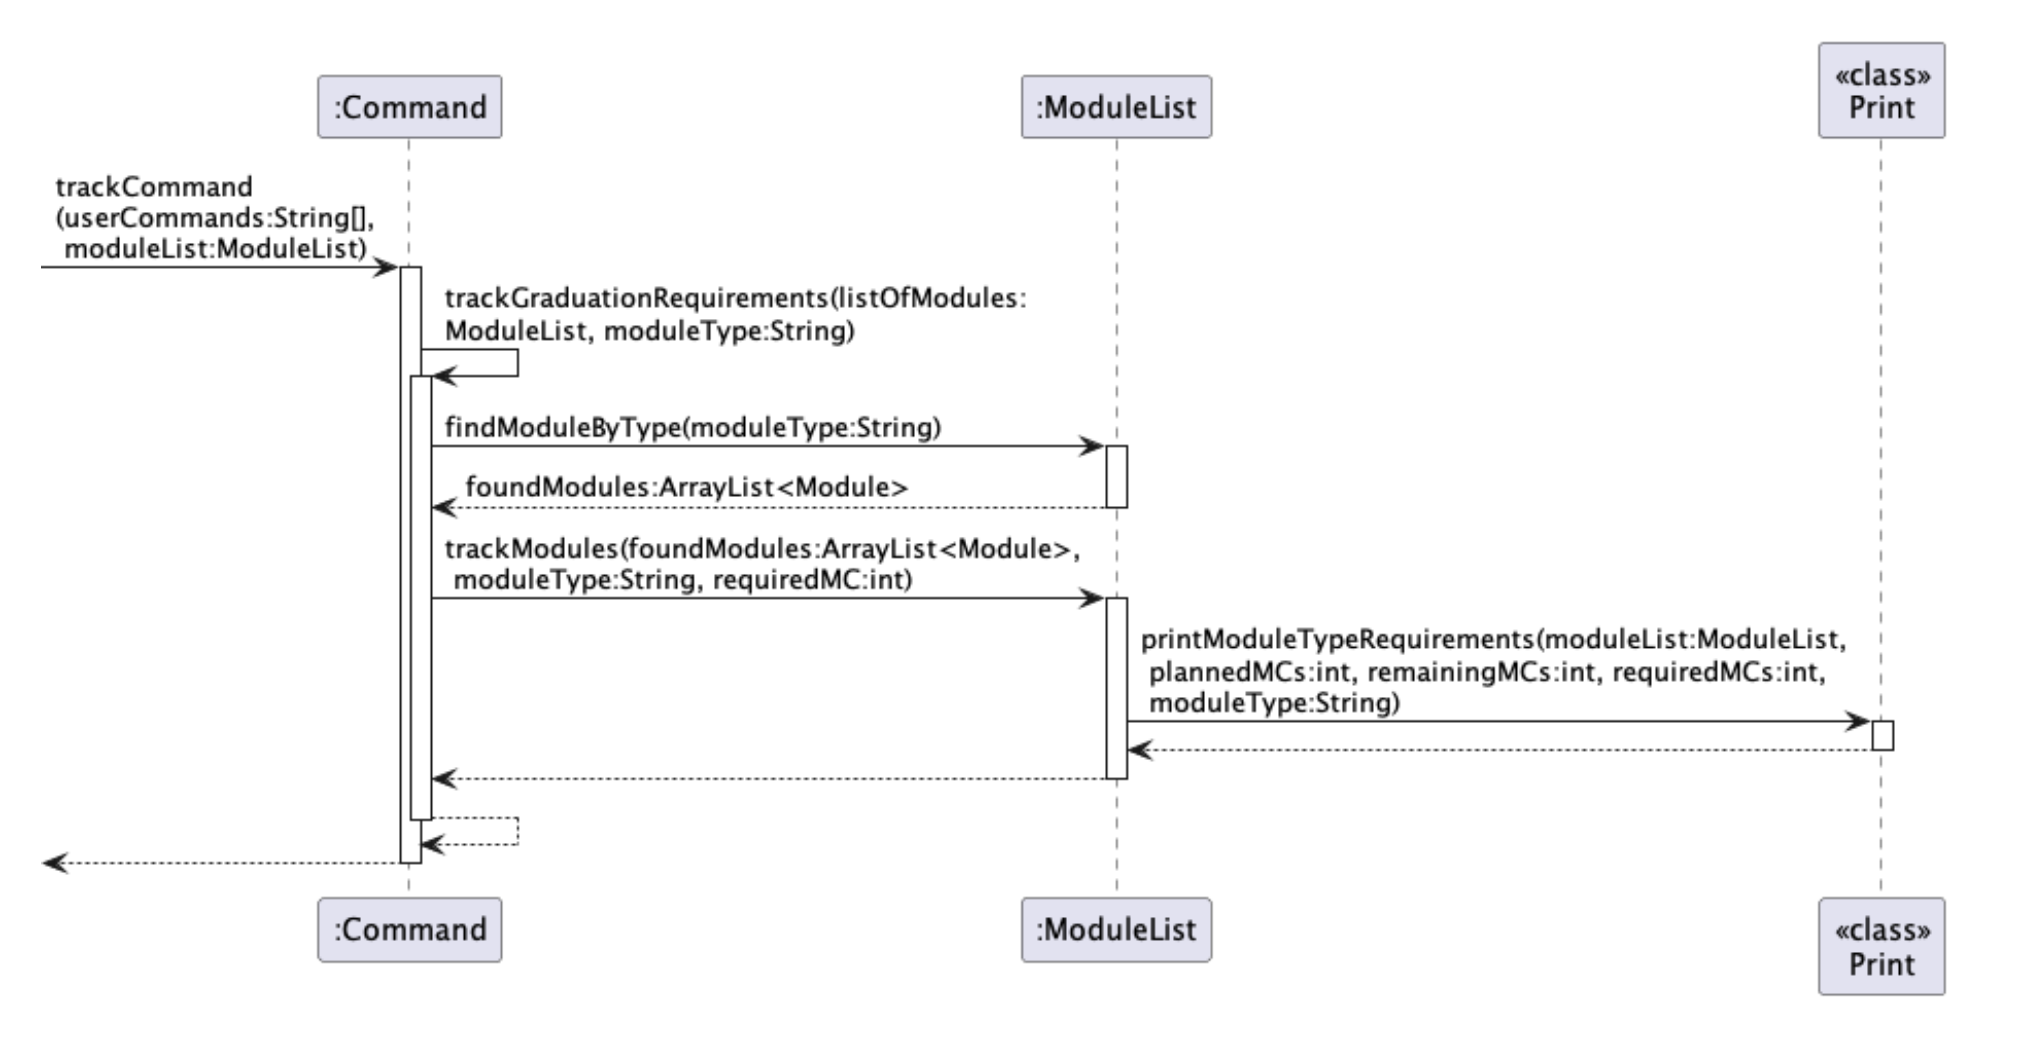 «class»
:Command
:ModuleList
Print
trackCommand
(userCommands:String[],
moduleList:ModuleList)
trackGraduationRequirements(listOfModules:
ModuleList, moduleType:String)
findModuleByType(moduleType:String)
foundModules:ArrayList<Module>
trackModules(foundModules:ArrayList<Module>,
moduleType:String, requiredMC:int)
printModuleTypeRequirements(moduleList:ModuleList,
plannedMCs:int, remainingMCs:int, requiredMCs:int,
moduleType:String)
:Command
:ModuleList
«class»
Print